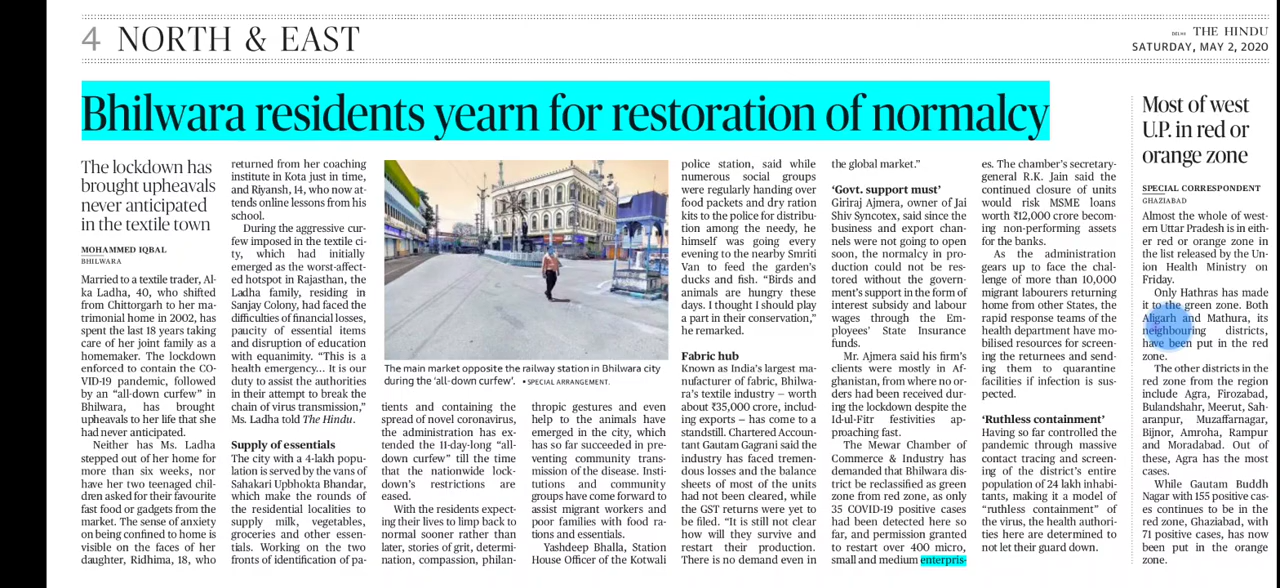 4 NORTH & EAST
DELHI THE HINDU
SATURDAY, MAY 2, 2020
Bhilwara residents yearn for restoration of normalcy
The lockdown has
brought upheavals
never anticipated
in the textile town
MOHAMMED IQBAL
BHILWARA
Married to a textile trader, Al-
ka Ladha, 40, who shifted
from Chittorgarh to her ma-
trimonial home in 2002, has
spent the last 18 years taking
care of her joint family as a
homemaker. The lockdown
enforced to contain the CO-
VID-19 pandemic, followed
by an “all-down curfew” in
Bhilwara, has brought
upheavals to her life that she
had never anticipated.
Neither has Ms. Ladha
stepped out of her home for
more than six weeks, nor
have her two teenaged chil-
dren asked for their favourite
fast food or gadgets from the
market. The sense of anxiety
on being confined to home is
visible on the faces of her
daughter, Ridhima, 18, who
returned from her coaching
institute in Kota just in time,
and Riyansh, 14, who now at-
tends online lessons from his
school.
During the aggressive cur-
few imposed in the textile ci-
ty, which had initially
emerged as the worst-affect-
ed hotspot in Rajasthan, the
Ladha family, residing in
Sanjay Colony, had faced the
difficulties of financial losses,
paucity of essential items
and disruption of education
with equanimity. “This is a
health emergency... It is our
duty to assist the authorities
in their attempt to break the
chain of virus transmission,”
Ms. Ladha told The Hindu.
Supply of essentials
The city with a 4-lakh popu-
lation is served by the vans of
Sahakari Upbhokta Bhandar,
which make the rounds of
the residential localities to
supply milk, vegetables,
groceries and other essen-
tials. Working on the two
fronts of identification of pa-
The main market opposite the railway station in Bhilwara city
during the ‘all-down curfew’. •SPECIAL ARRANGEMENT.
tients and containing the
spread of novel coronavirus,
the administration has ex-
tended the 11-day-long “all-
down curfew” till the time
that the nationwide lock-
down’s restrictions are
eased.
With the residents expect-
ing their lives to limp back to
normal sooner rather than
later, stories of grit, determi-
nation, compassion, philan-
thropic gestures and even
help to the animals have
emerged in the city, which
has so far succeeded in pre-
venting community trans-
mission of the disease. Insti-
tutions and community
groups have come forward to
assist migrant workers and
poor families with food ra-
tions and essentials.
Yashdeep Bhalla, Station
House Officer of the Kotwali
police station, said while
numerous social groups
were regularly handing over
food packets and dry ration
kits to the police for distribu-
tion among the needy, he
himself was going every
evening to the nearby Smriti
Van to feed the garden’s
ducks and fish. “Birds and
animals are hungry these
days. I thought I should play
a part in their conservation,”
he remarked.
Fabric hub
Known as India’s largest ma-
nufacturer of fabric, Bhilwa-
ra’s textile industry – worth
about ₹35,000 crore, includ-
ing exports – has come to a
standstill. Chartered Accoun-
tant Gautam Gagrani said the
industry has faced tremen-
dous losses and the balance
sheets of most of the units
had not been cleared, while
the GST returns were yet to
be filed. “It is still not clear
how will they survive and
restart their production.
There is no demand even in
the global market.”
‘Govt. support must’
Giriraj Ajmera, owner of Jai
Shiv Syncotex, said since the
business and export chan-
nels were not going to open
soon, the normalcy in pro-
duction could not be res-
tored without the govern-
ment’s support in the form of
interest subsidy and labour
wages through the Em-
ployees’ State Insurance
funds.
Mr. Ajmera said his firm’s
clients were mostly in Af-
ghanistan, from where no or-
ders had been received dur-
ing the lockdown despite the
Id-ul-Fitr festivities ap-
proaching fast.
The Mewar Chamber of
Commerce & Industry has
demanded that Bhilwara dis-
trict be reclassified as green
zone from red zone, as only
35 COVID-19 positive cases
had been detected here so
far, and permission granted
to restart over 400 micro,
small and medium enterpris-
es. The chamber’s secretary-
general R.K. Jain said the
continued closure of units
would risk MSME loans
worth ₹12,000 crore becom-
ing non-performing assets
for the banks.
As the administration
gears up to face the chal-
lenge of more than 10,000
migrant labourers returning
home from other States, the
rapid response teams of the
health department have mo-
bilised resources for screen-
ing the returnees and send-
ing them to quarantine
facilities if infection is sus-
pected.
‘Ruthless containment’
Having so far controlled the
pandemic through massive
contact tracing and screen-
ing of the district’s entire
population of 24 lakh inhabi-
tants, making it a model of
“ruthless containment” of
the virus, the health authori-
ties here are determined to
not let their guard down.
Most of west
U.P. in red or
orange zone
SPECIAL CORRESPONDENT
GHAZIABAD
Almost the whole of west-
ern Uttar Pradesh is in eith-
er red or orange zone in
the list released by the Un-
ion Health Ministry on
Friday.
Only Hathras has made
it to the green zone. Both
Aligarh and Mathura, its
neighbouring districts,
have been put in the red
zone.
The other districts in the
red zone from the region
include Agra, Firozabad,
Bulandshahr, Meerut, Sah-
aranpur, Muzaffarnagar,
Bijnor, Amroha, Rampur
and Moradabad. Out of
these, Agra has the most
cases.
While Gautam Buddh
Nagar with 155 positive cas-
es continues to be in the
red zone, Ghaziabad, with
71 positive cases, has now
been put in the orange
zone.